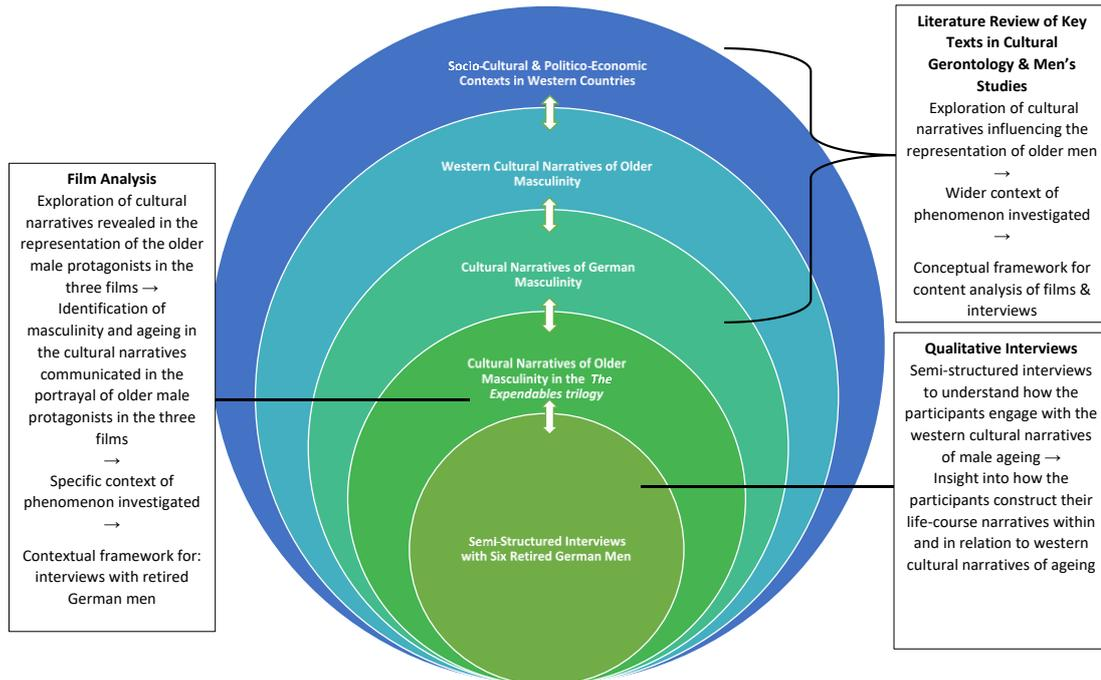 Socio-Cultural & Politico-Economic
Contexts in Western Countries
Western Cultural Narratives of Older
Masculinity
Cultural Narratives of German
Masculinity
Cultural Narratives of Older
Masculinity in the The
Expendables trilogy
Semi-Structured Interviews
with Six Retired German Men
Film Analysis
Exploration of cultural
narratives revealed in the
representation of the older
male protagonists in the
three films →
Identification of
masculinity and ageing in
the cultural narratives
communicated in the
portrayal of older male
protagonists in the three
films
→
Specific context of
phenomenon investigated
→
Contextual framework for:
interviews with retired
German men
Literature Review of Key
Texts in Cultural
Gerontology & Men’s
Studies
Exploration of cultural
narratives influencing the
representation of older men
→
Wider context of
phenomenon investigated
→
Conceptual framework for
content analysis of films &
interviews
Qualitative Interviews
Semi-structured interviews
to understand how the
participants engage with the
western cultural narratives
of male ageing →
Insight into how the
participants construct their
life-course narratives within
and in relation to western
cultural narratives of ageing